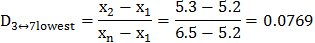 D₃↔₇lowest = (x₂ − x₁)/(xₙ − x₁) = (5.3 − 5.2)/(6.5 − 5.2) = 0.0769